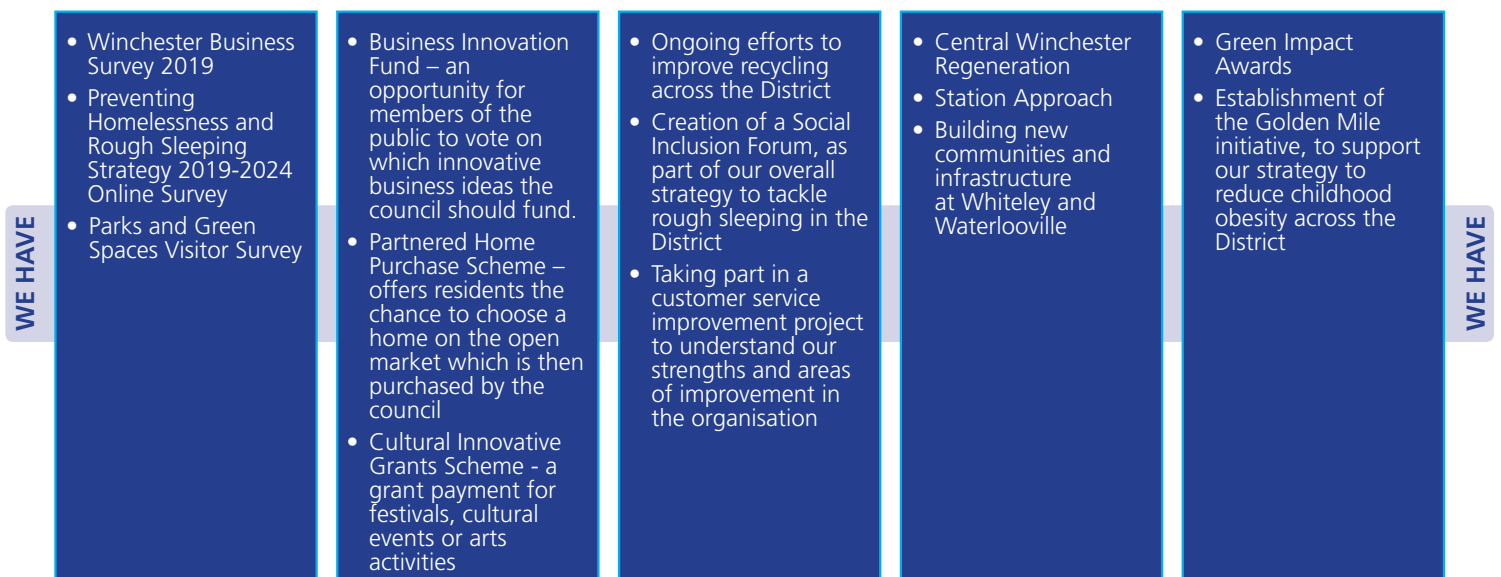 WE HAVE
• Winchester Business
Survey 2019
• Preventing
Homelessness and
Rough Sleeping
Strategy 2019-2024
Online Survey
• Parks and Green
Spaces Visitor Survey
• Business Innovation
Fund – an
opportunity for
members of the
public to vote on
which innovative
business ideas the
council should fund.
• Partnered Home
Purchase Scheme –
offers residents the
chance to choose a
home on the open
market which is then
purchased by the
council
• Cultural Innovative
Grants Scheme - a
grant payment for
festivals, cultural
events or arts
activities
• Ongoing efforts to
improve recycling
across the District
• Creation of a Social
Inclusion Forum, as
part of our overall
strategy to tackle
rough sleeping in the
District
• Taking part in a
customer service
improvement project
to understand our
strengths and areas
of improvement in
the organisation
• Central Winchester
Regeneration
• Station Approach
• Building new
communities and
infrastructure
at Whiteley and
Waterlooville
• Green Impact
Awards
• Establishment of
the Golden Mile
initiative, to support
our strategy to
reduce childhood
obesity across the
District
WE HAVE